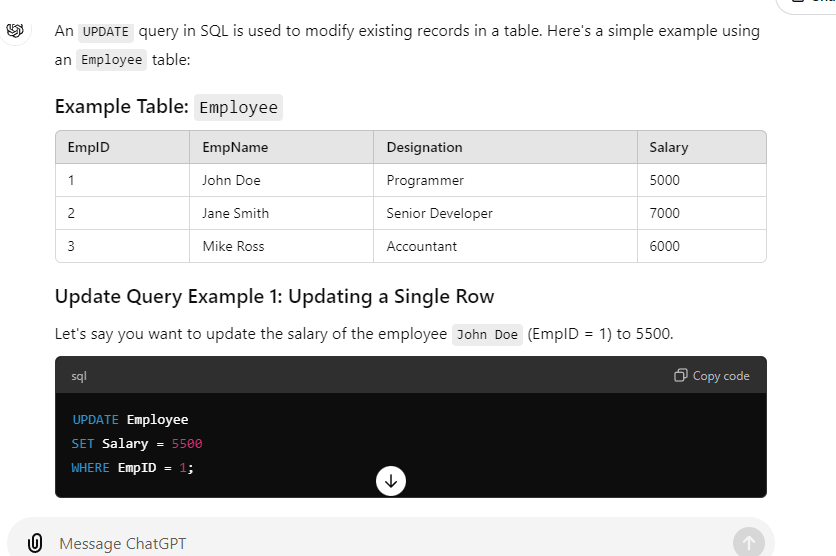 An UPDATE query in SQL is used to modify existing records in a table. Here's a simple example using
an Employee table:
Example Table: Employee
EmpID EmpName Designation Salary
1 John Doe Programmer 5000
2 Jane Smith Senior Developer 7000
3 Mike Ross Accountant 6000
Update Query Example 1: Updating a Single Row
Let's say you want to update the salary of the employee John Doe (EmpID = 1) to 5500.
sql Copy code
UPDATE Employee
SET Salary = 5500
WHERE EmpID = 1;
Message ChatGPT